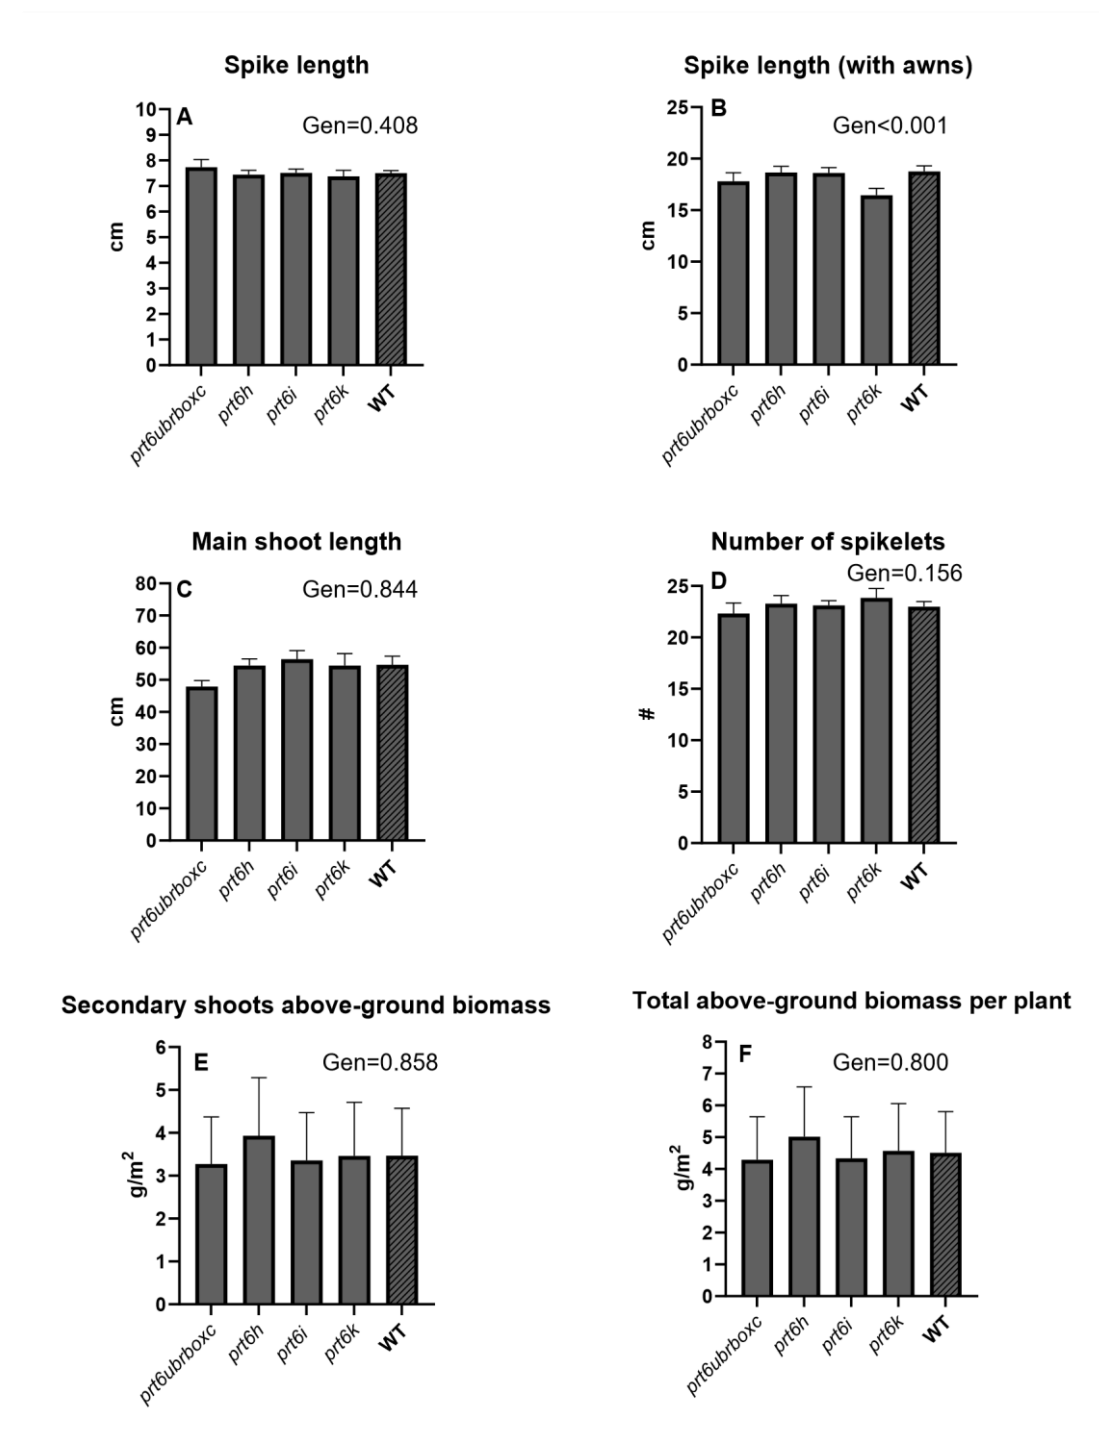 Spike length
A
Gen=0.408
10
9
8
7
6
5
4
3
2
1
0
cm
prt6ubrboxc
prt6h
prt6i
prt6k
WT
Spike length (with awns)
B
Gen<0.001
25
20
15
10
5
0
cm
prt6ubrboxc
prt6h
prt6i
prt6k
WT
Main shoot length
C
Gen=0.844
80
70
60
50
40
30
20
10
0
cm
prt6ubrboxc
prt6h
prt6i
prt6k
WT
Number of spikelets
D
Gen=0.156
25
20
15
10
5
0
#
prt6ubrboxc
prt6h
prt6i
prt6k
WT
Secondary shoots above-ground biomass
E
Gen=0.858
6
5
4
3
2
1
0
g/m²
prt6ubrboxc
prt6h
prt6i
prt6k
WT
Total above-ground biomass per plant
F
Gen=0.800
8
7
6
5
4
3
2
1
0
g/m²
prt6ubrboxc
prt6h
prt6i
prt6k
WT